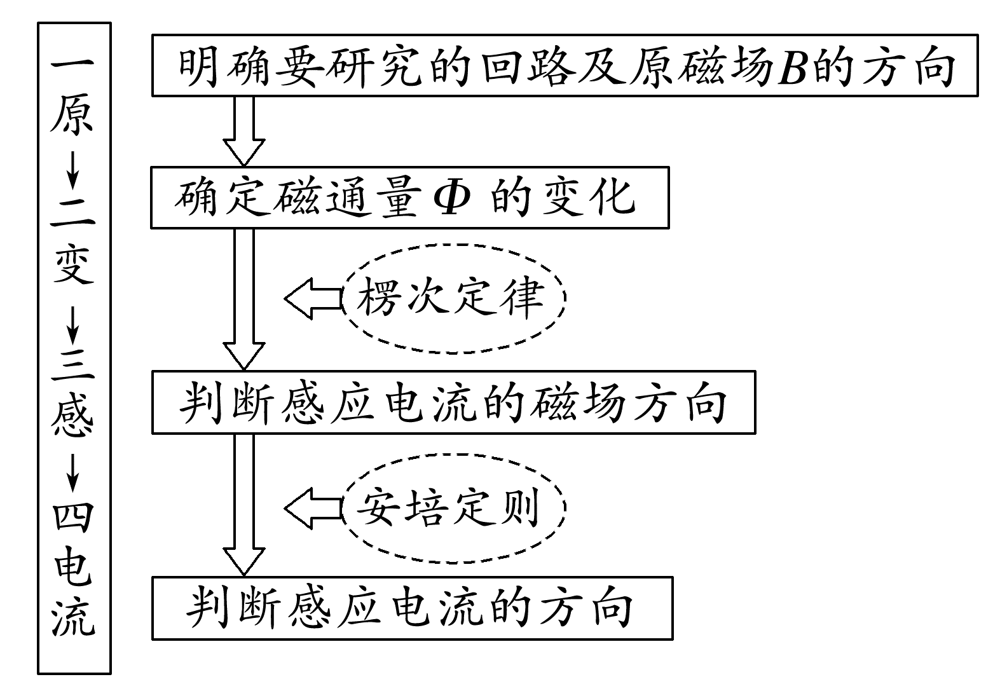 一原→二变→三感→四电流
明确要研究的回路及原磁场B的方向
确定磁通量Φ的变化
楞次定律
判断感应电流的磁场方向
安培定则
判断感应电流的方向